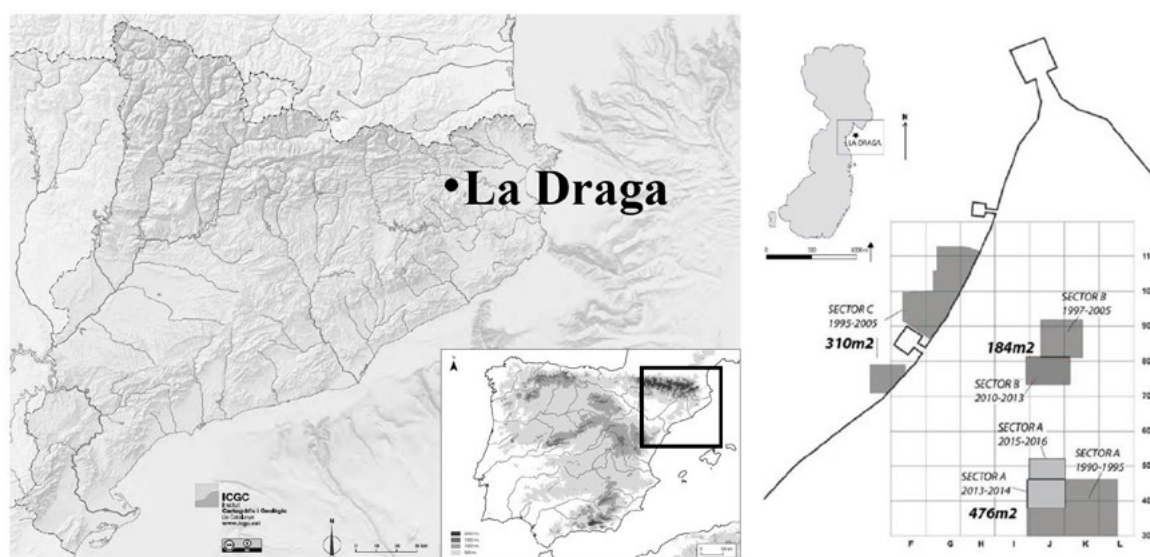 La Draga
ICGC
Institut
Cartogràfic i Geològic
de Catalunya
www.icgc.cat
N
LA DRAGA
N
0
100
SECTOR C
1995-2005
310m2
SECTOR B
1997-2005
184m2
SECTOR B
2010-2013
SECTOR A
2015-2016
SECTOR A
1990-1995
SECTOR A
2013-2014
476m2
90
80
70
60
50
40
F G H I J K L